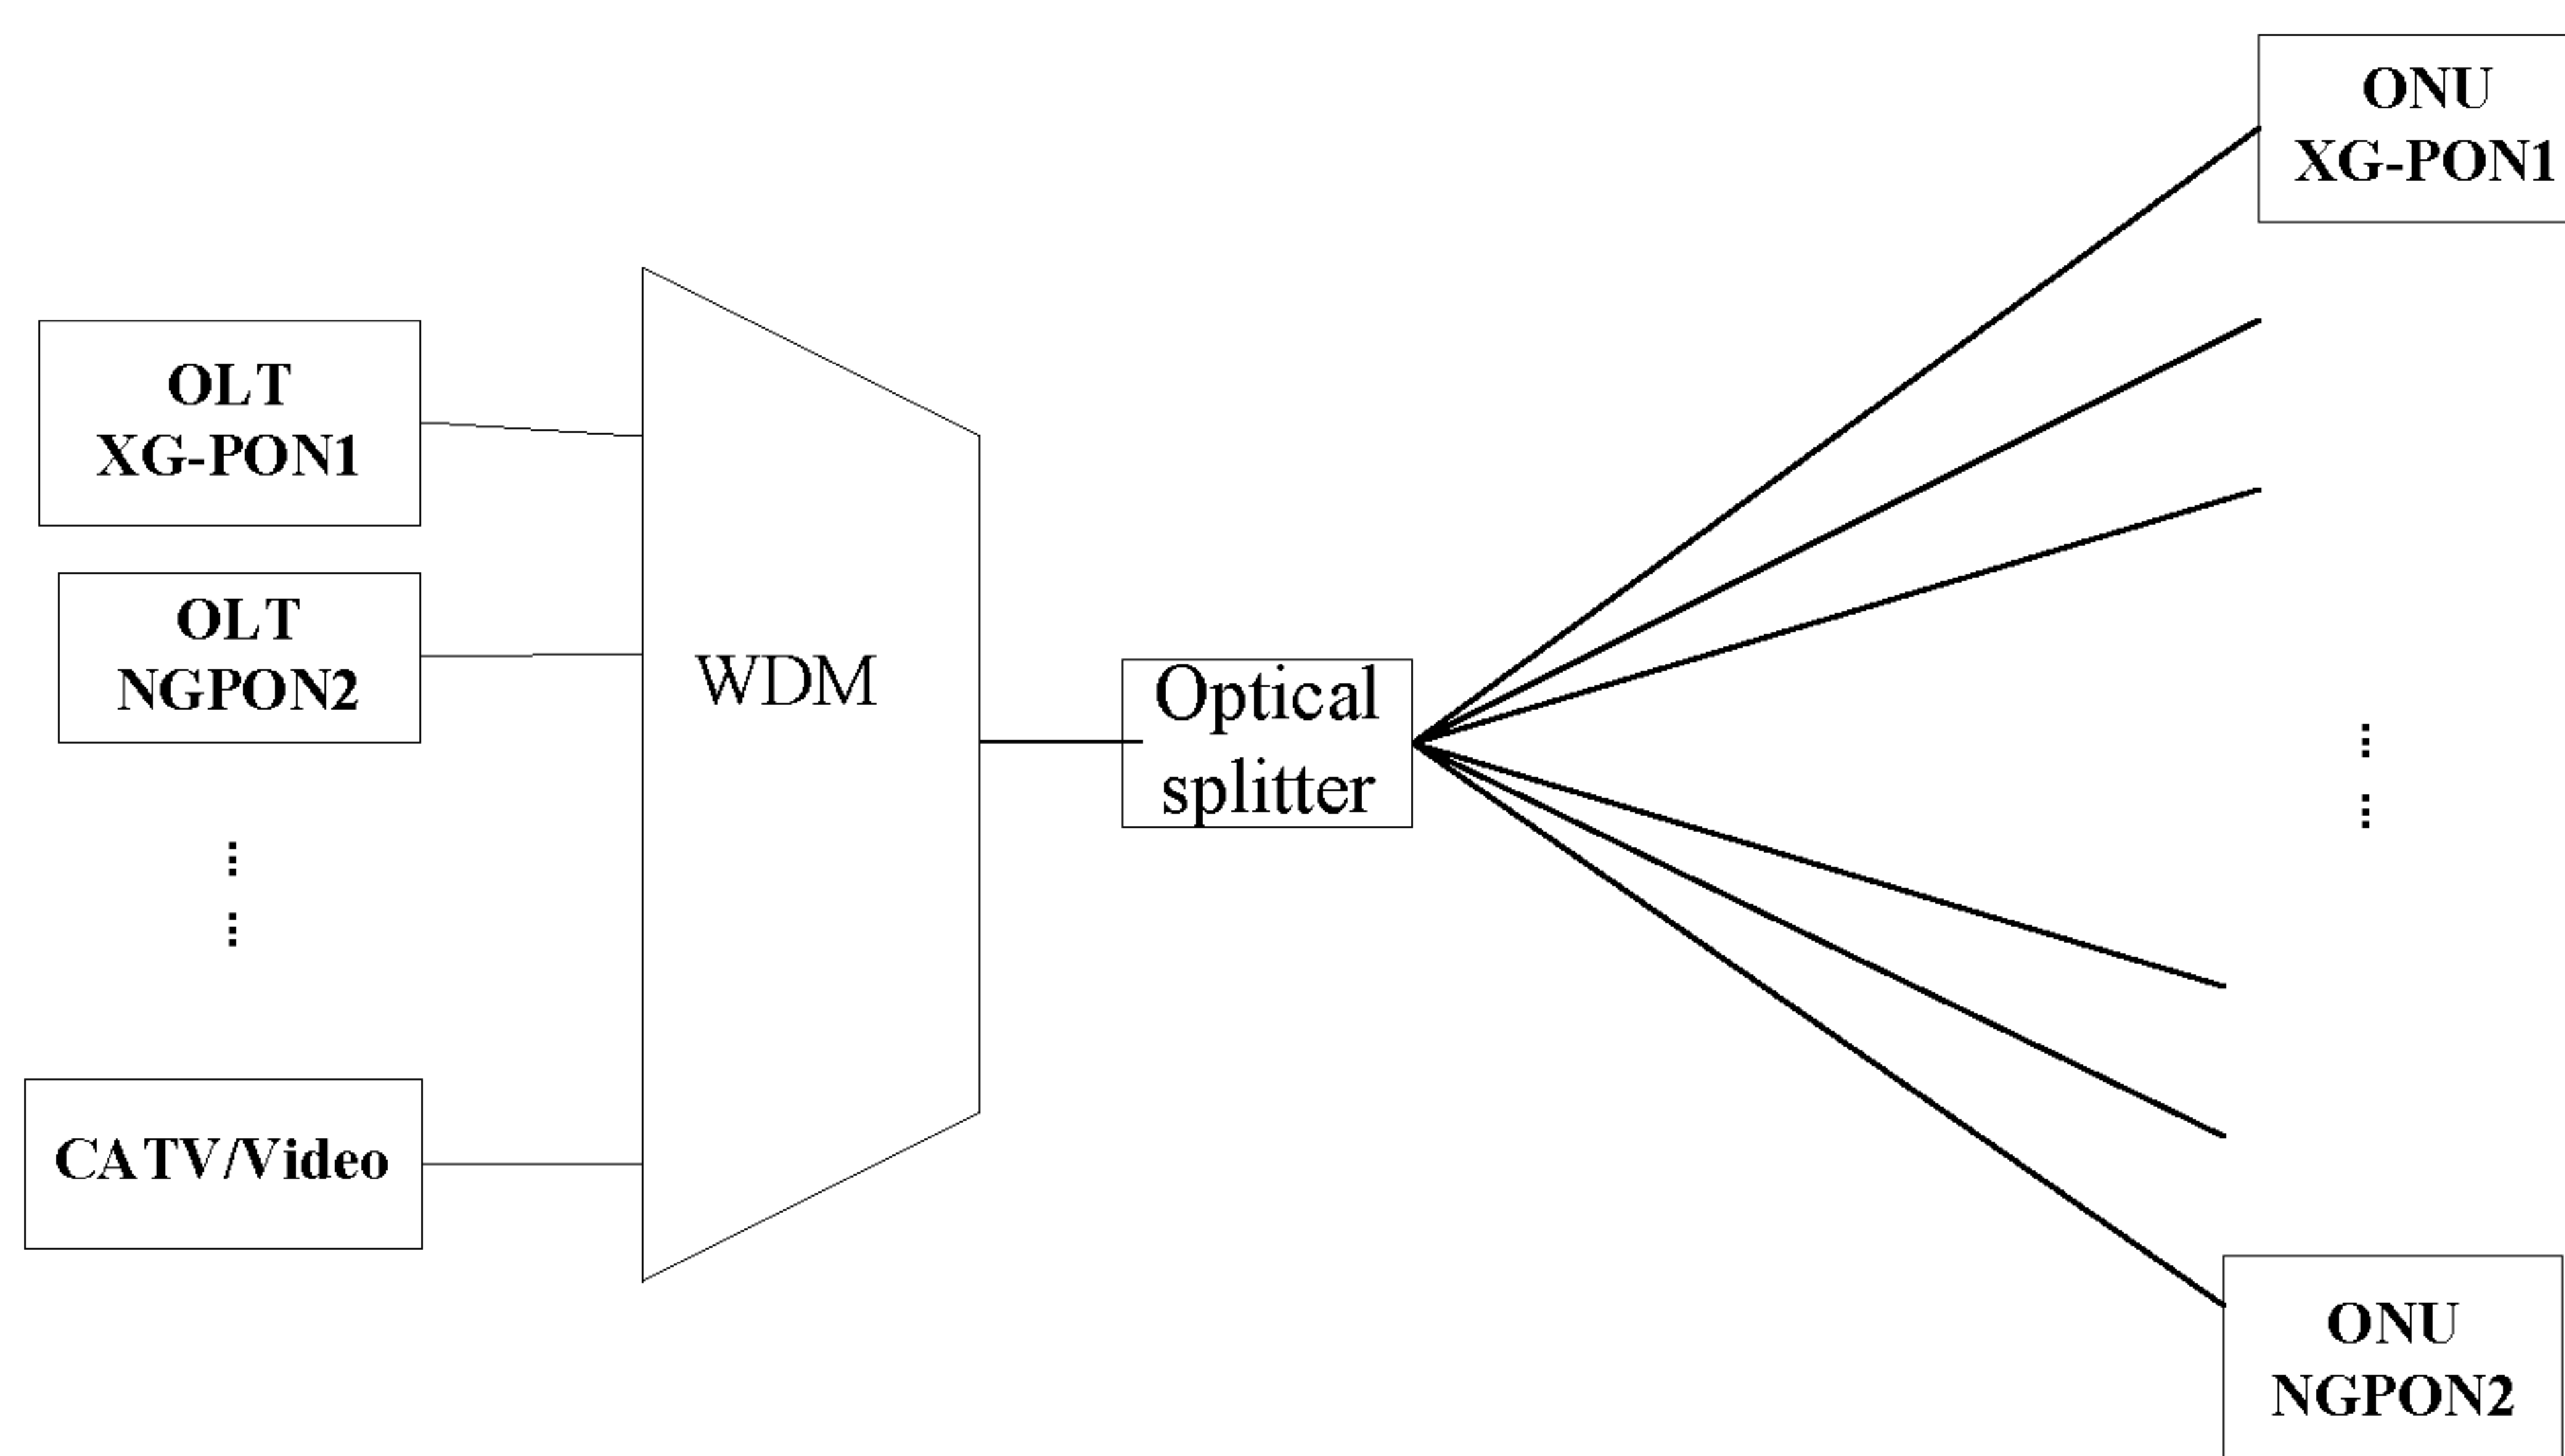 ONU
XG-PON1
OLT
XG-PON1
OLT
NGPON2
WDM
Optical
splitter
CATV/Video
ONU
NGPON2